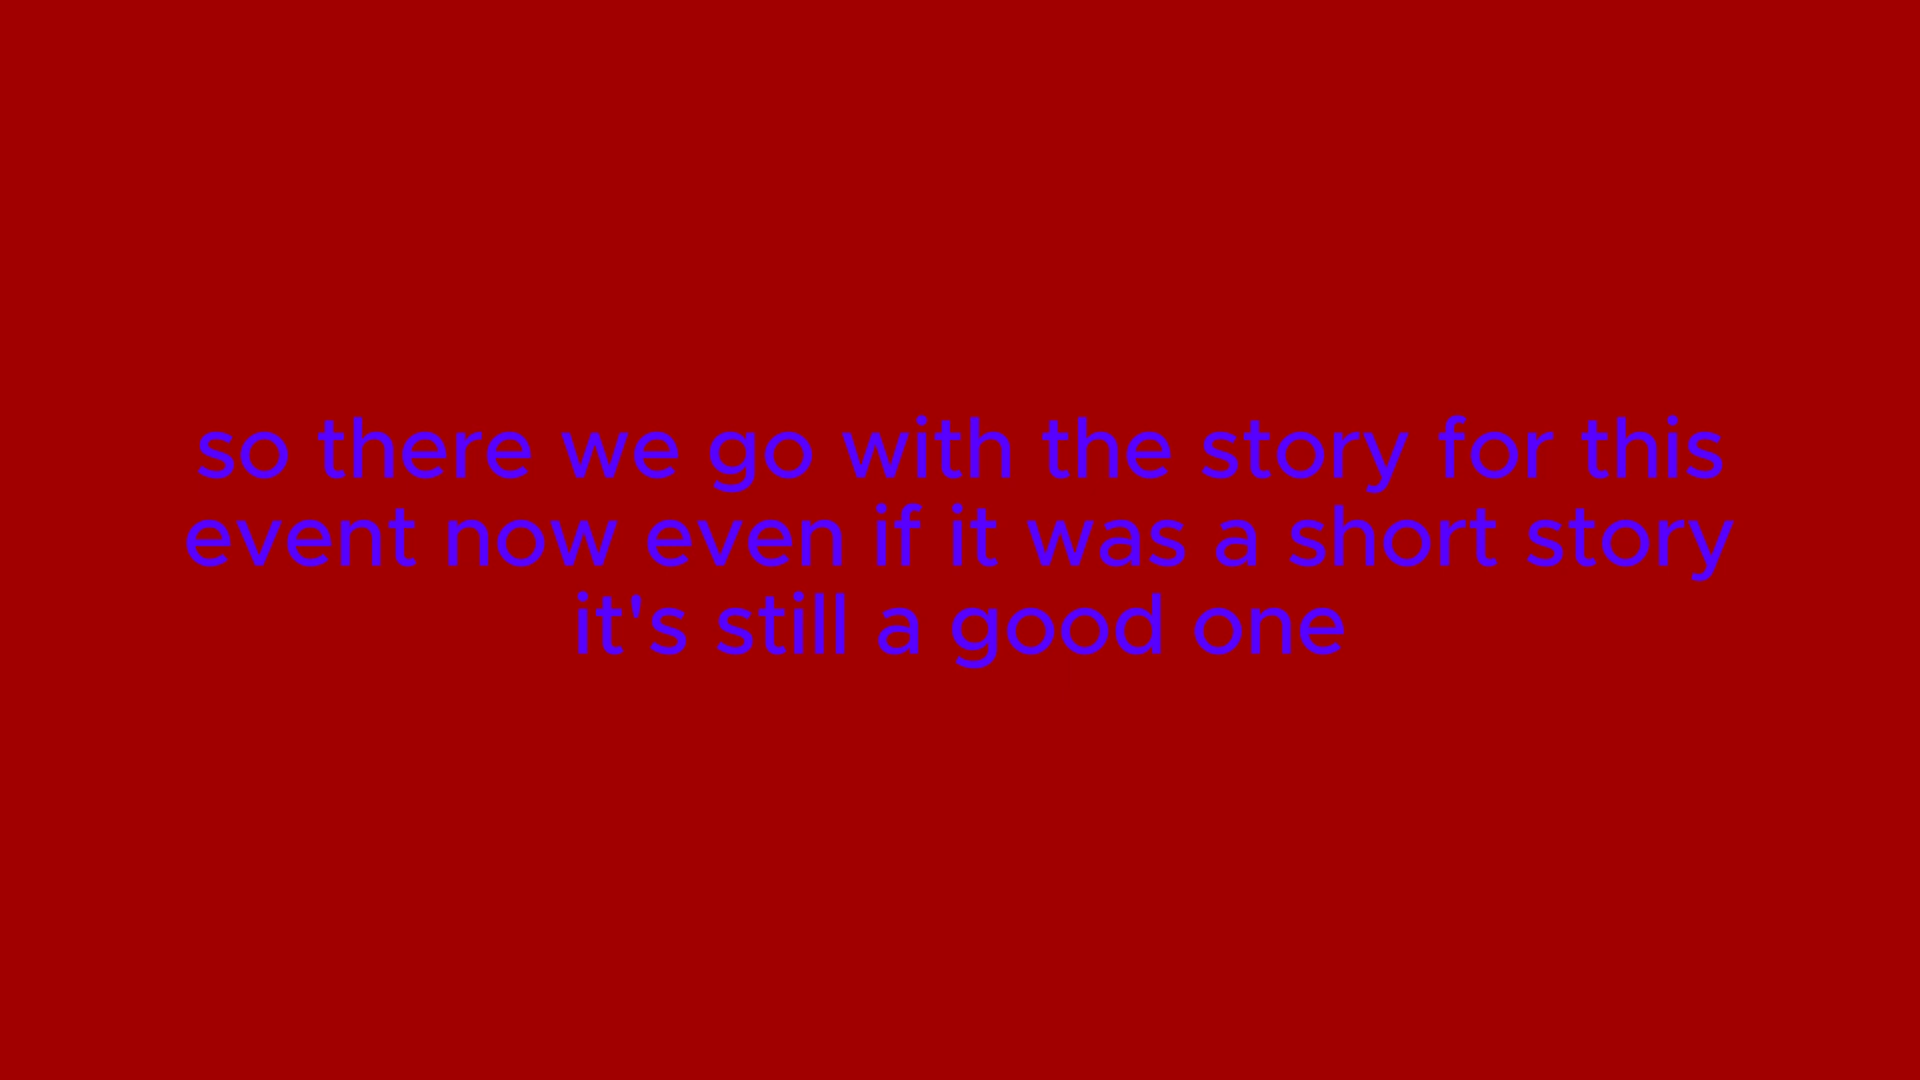 so there we go with the story for this
event now even if it was a short story
it's still a good one